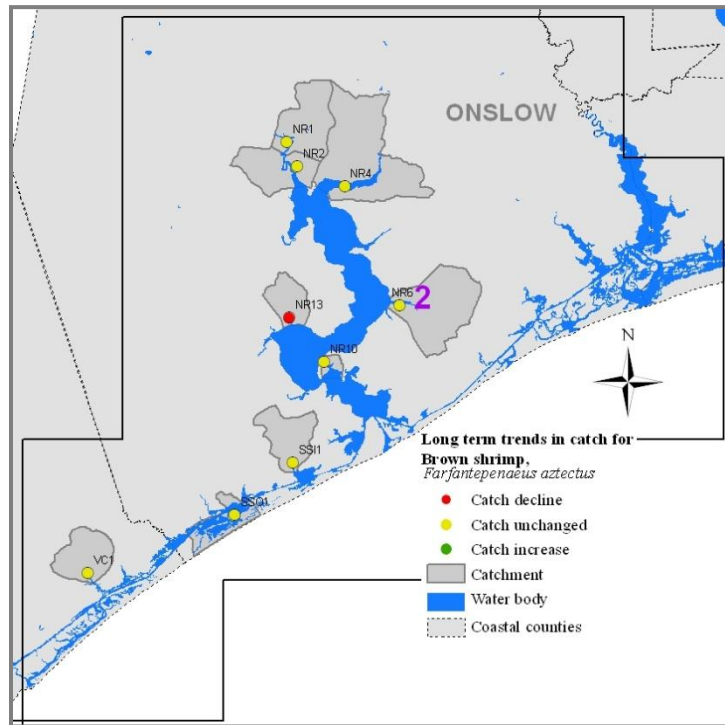 ONSLOW
NR1
NR2
NR4
NR6
2
NR13
NR10
N
SSI1
SSO1
VC1
Long term trends in catch for
Brown shrimp,
Farfantepenaeus aztectus
Catch decline
Catch unchanged
Catch increase
Catchment
Water body
Coastal counties